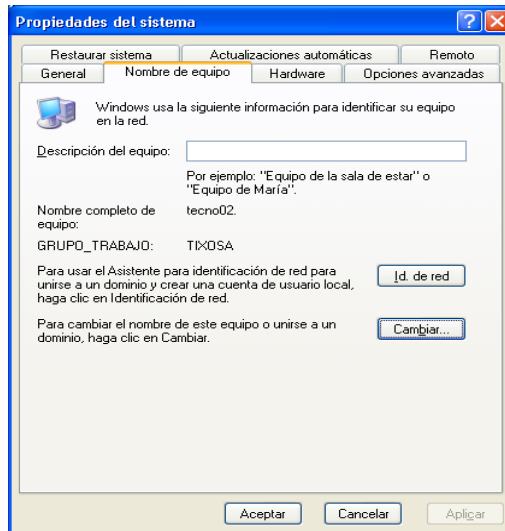 Propiedades del sistema
Restaurar sistema Actualizaciones automáticas Remoto
General Nombre de equipo Hardware Opciones avanzadas
Windows usa la siguiente información para identificar su equipo
en la red.
Descripción del equipo:
Por ejemplo: "Equipo de la sala de estar" o
"Equipo de María".
Nombre completo de
equipo:
tecno02.
GRUPO_TRABAJO: TIXOSA
Para usar el Asistente para identificación de red para
unirse a un dominio y crear una cuenta de usuario local,
haga clic en Identificación
de red.
Id. de red
Para cambiar el nombre de este equipo o unirse a un
dominio, haga clic en Cambiar.
Cambiar...
Aceptar Cancelar Aplicar